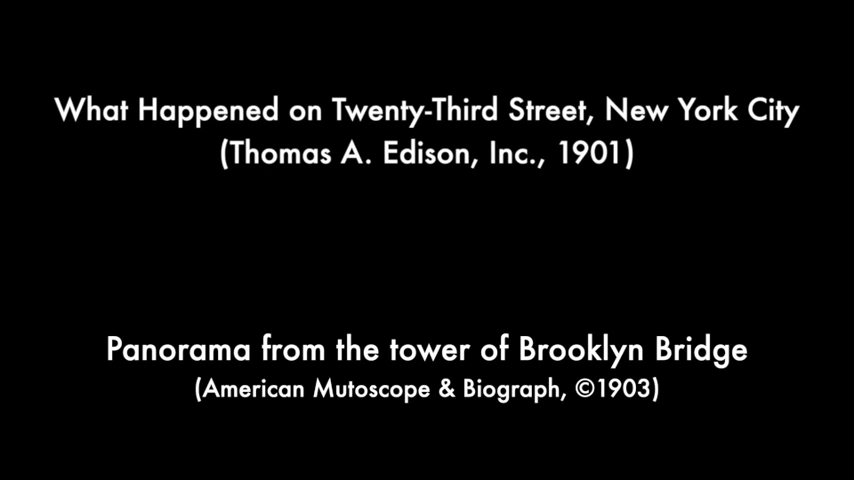 What Happened on Twenty-Third Street, New York City
(Thomas A. Edison, Inc., 1901)
Panorama from the tower of Brooklyn Bridge
(American Mutoscope & Biograph, ©1903)